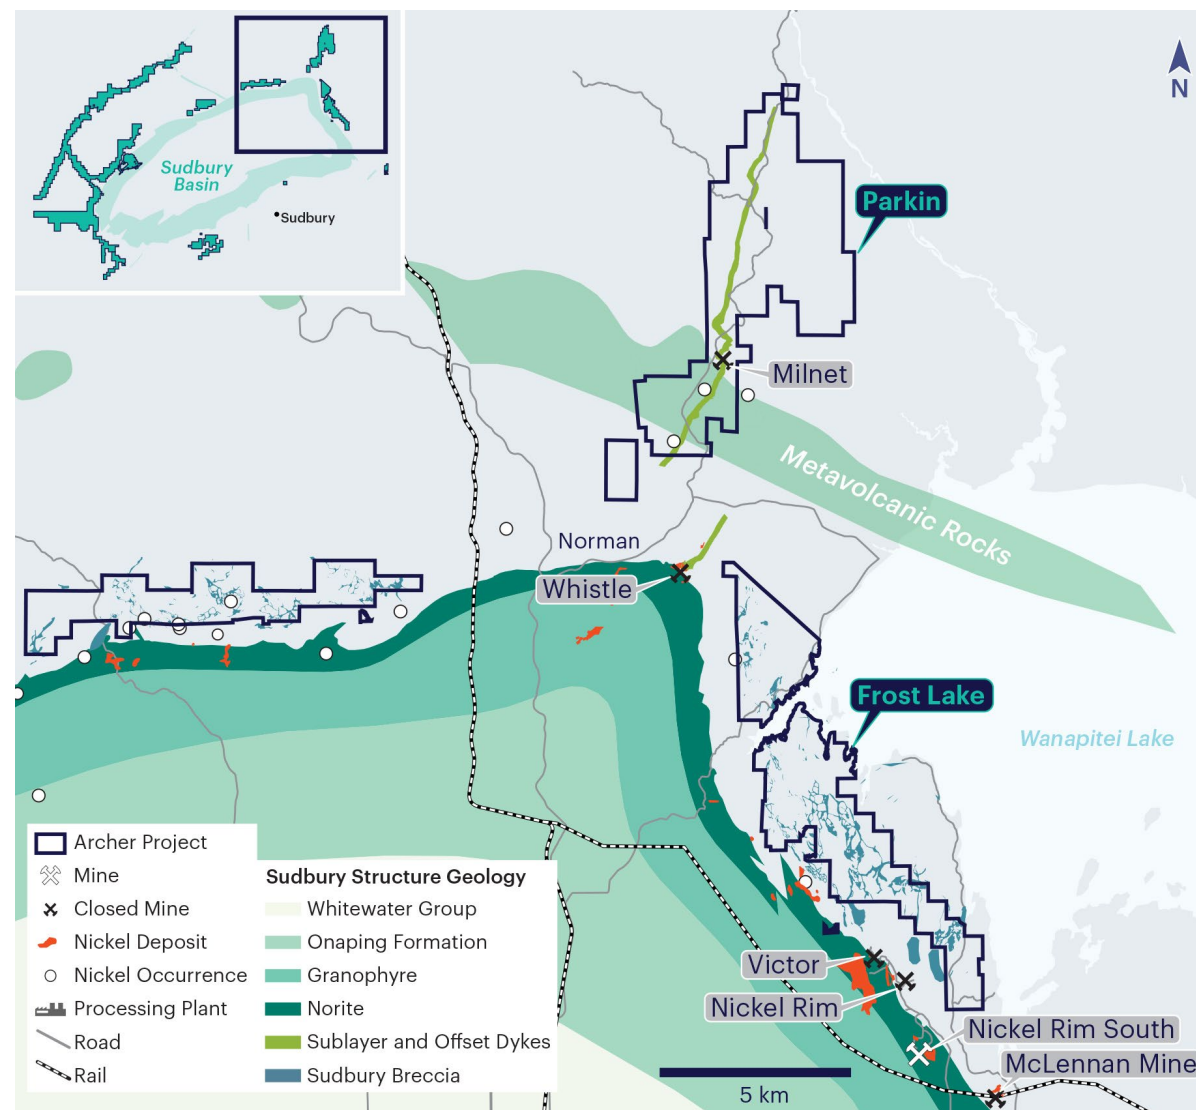 Sudbury
Basin
Sudbury
N
Parkin
Milnet
Metavolcanic Rocks
Norman
Whistle
Frost Lake
Wanapitei Lake
Victor
Nickel Rim
Nickel Rim South
McLennan Mine
5 km
Archer Project
Mine
Closed Mine
Nickel Deposit
Nickel Occurrence
Processing Plant
Road
Rail
Sudbury Structure Geology
Whitewater Group
Onaping Formation
Granophyre
Norite
Sublayer and Offset Dykes
Sudbury Breccia